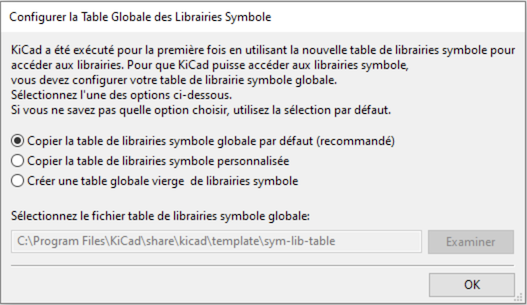 Configurer la Table Globale des Librairies Symbole
KiCad a été exécuté pour la première fois en utilisant la nouvelle table de librairies symbole pour
accéder aux librairies. Pour que KiCad puisse accéder aux librairies symbole,
vous devez configurer votre table de librairie symbole globale.
Sélectionnez l'une des options ci-dessous.
Si vous ne savez pas quelle option choisir, utilisez la sélection par défaut.
Copier la table de librairies symbole globale par défaut (recommandé)
Copier la table de librairies symbole personnalisée
Créer une table globale vierge  de librairies symbole
Sélectionnez le fichier table de librairies symbole globale:
C:\Program Files\KiCad\share\kicad\template\sym-lib-table
Examiner
OK